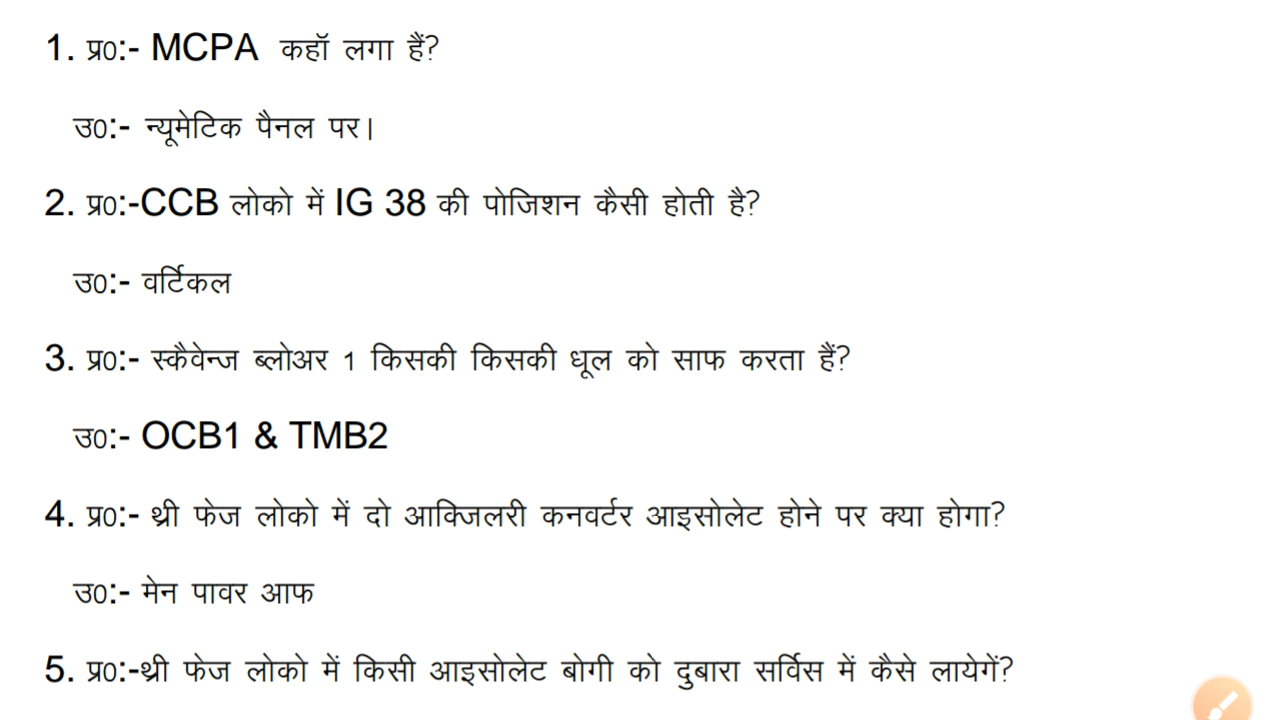 1. प्र0:- MCPA कहॉ लगा हैं?
उ0:- न्यूमेटिक पैनल पर।
2. प्र0:-CCB लोको में IG 38 की पोजिशन कैसी होती है?
उ0:- वर्टिकल
3. प्र0:- स्कैवेन्ज ब्लोअर 1 किसकी किसकी धूल को साफ करता हैं?
उ0:- OCB1 & TMB2
4. प्र0:- थ्री फेज लोको में दो आक्जिलरी कनवर्टर आइसोलेट होने पर क्या होगा?
उ0:- मेन पावर आफ
5. प्र0:-थ्री फेज लोको में किसी आइसोलेट बोगी को दुबारा सर्विस में कैसे लायेगें?